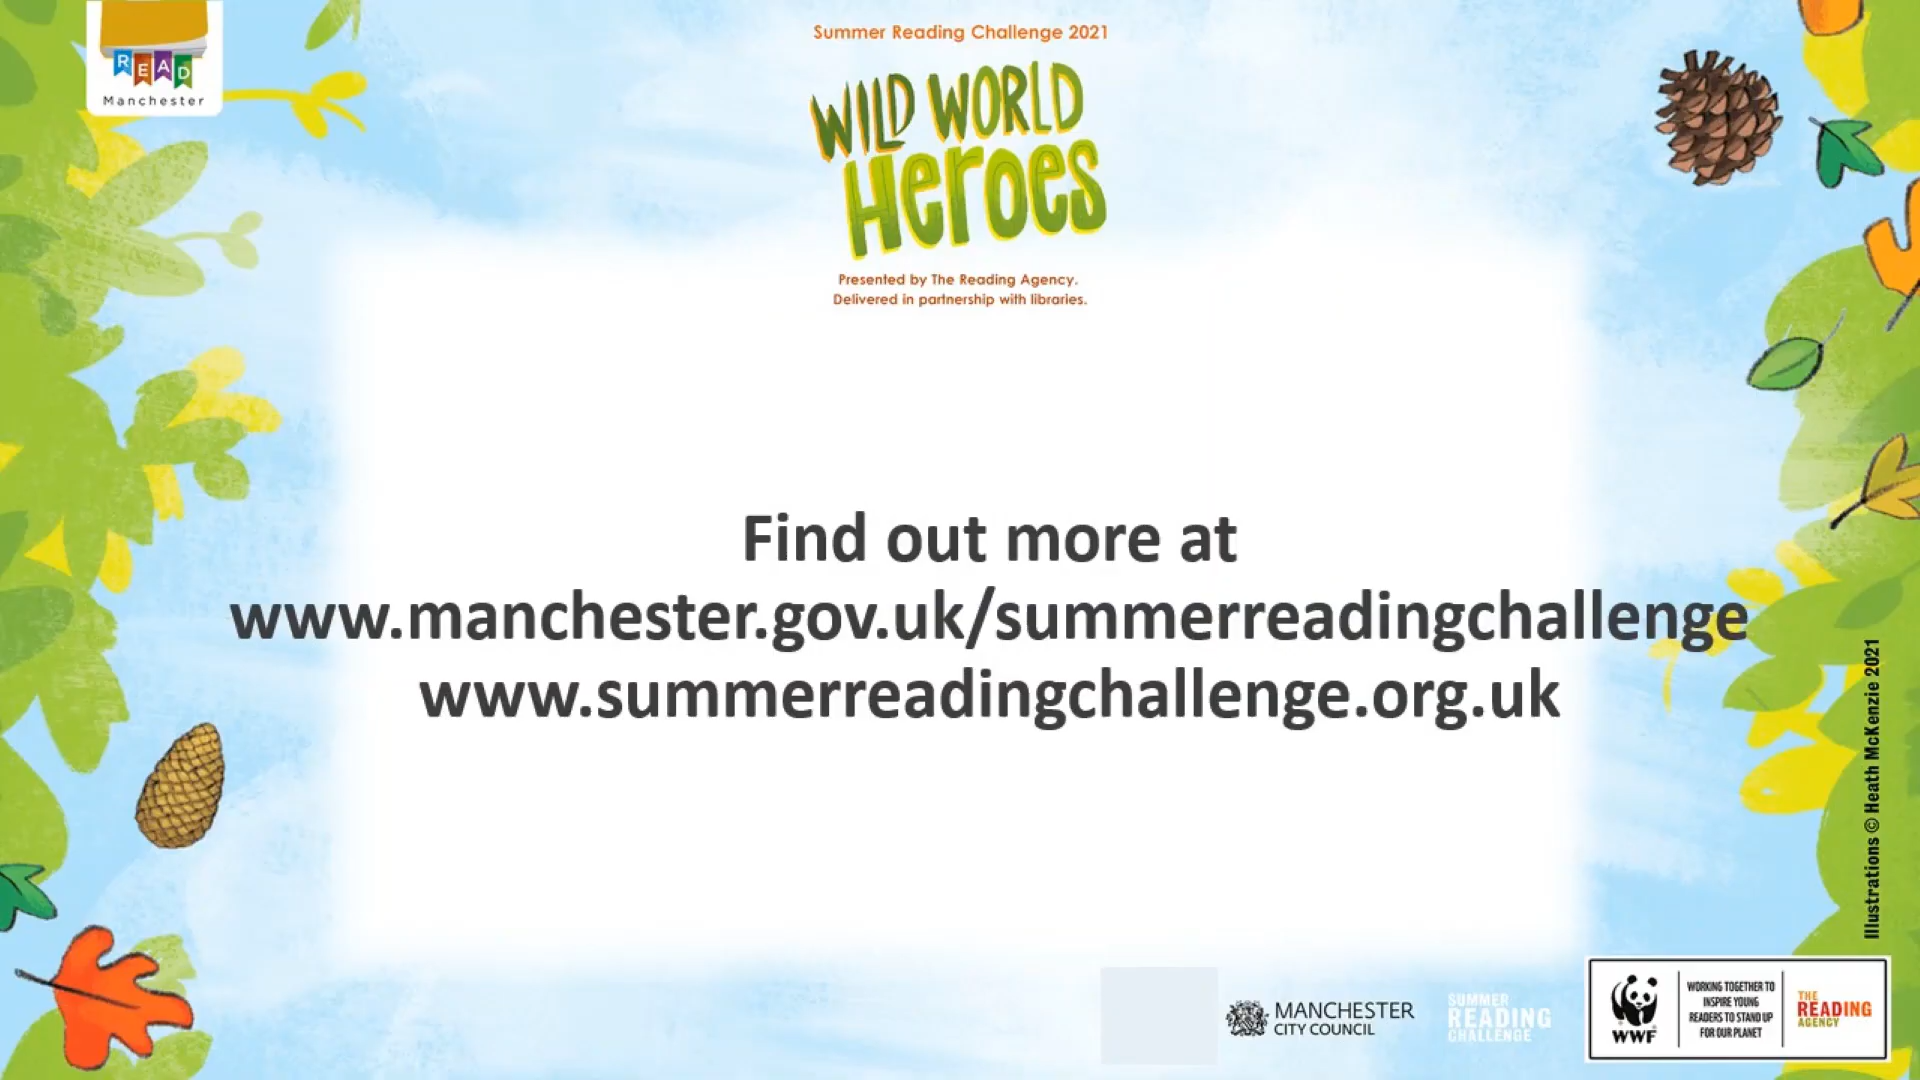 READ
Manchester
Summer Reading Challenge 2021
WILD WORLD
Heroes
Presented by The Reading Agency.
Delivered in partnership with libraries.
Find out more at
www.manchester.gov.uk/summerreadingchallenge
www.summerreadingchallenge.org.uk
Illustrations © Heath McKenzie 2021
MANCHESTER
CITY COUNCIL
SUMMER
READING
CHALLENGE
WWF
WORKING TOGETHER TO
INSPIRE YOUNG
READERS TO STAND UP
FOR OUR PLANET
THE
READING
AGENCY